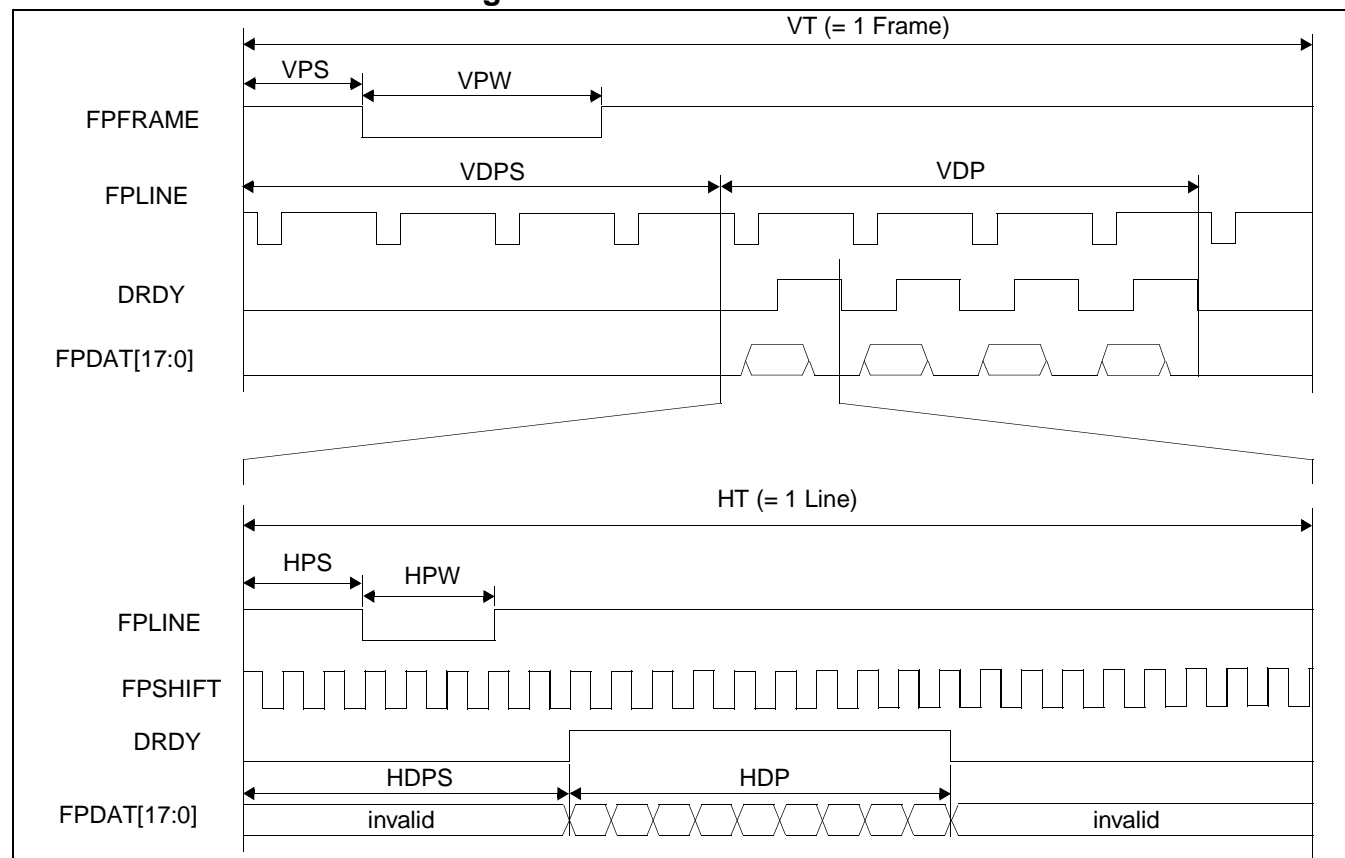 VT (= 1 Frame)
VPS
VPW
FPFRAME
VDPS
VDP
FPLINE
DRDY
FPDAT[17:0]
HT (= 1 Line)
HPS
HPW
FPLINE
FPSHIFT
DRDY
HDPS
HDP
FPDAT[17:0]
invalid
invalid